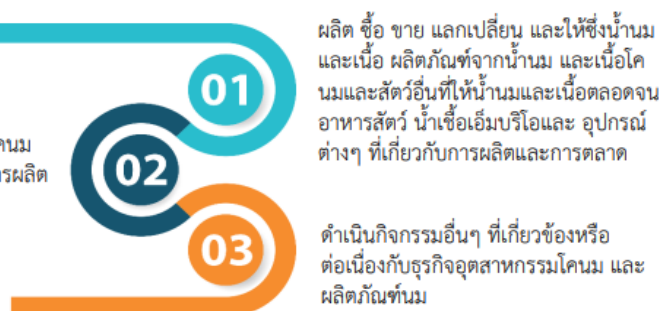 01
ผลิต ซื้อ ขาย แลกเปลี่ยน และให้ซึ่งน้ำนม
และเนื้อ ผลิตภัณฑ์จากน้ำนม และเนื้อโค
นมและสัตว์อื่นที่ให้น้ำนมและเนื้อตลอดจน
อาหารสัตว์ น้ำเชื้อเอ็มบริโอและ อุปกรณ์
ต่างๆ ที่เกี่ยวกับการผลิตและการตลาด
02
03
ดำเนินกิจกรรมอื่นๆ ที่เกี่ยวข้องหรือ
ต่อเนื่องกับธุรกิจอุตสาหกรรมโคนม และ
ผลิตภัณฑ์นม